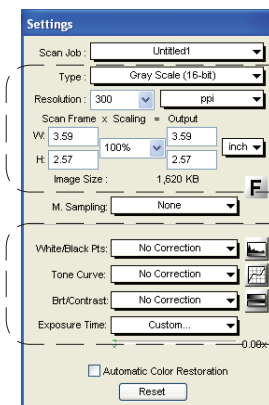 Settings
Scan Job : Untitled1
Type : Gray Scale (16-bit)
Resolution : 300 ppi
Scan Frame x Scaling = Output
W: 3.59 100% 3.59 inch
H: 2.57 2.57
Image Size : 1,620 KB
F
M. Sampling: None
White/Black Pts: No Correction
Tone Curve: No Correction
Brt/Contrast: No Correction
Exposure Time: Custom...
0.00x
Automatic Color Restoration
Reset